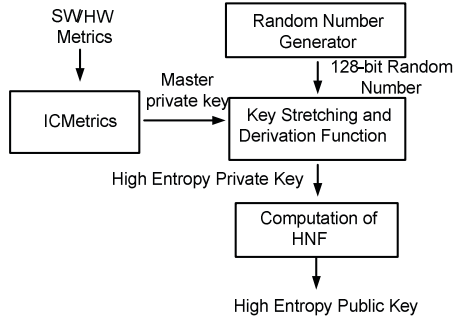 SW/HW
Metrics
Random Number
Generator
Master
private key
128-bit Random
Number
ICMetrics
Key Stretching and
Derivation Function
High Entropy Private Key
Computation of
HNF
High Entropy Public Key